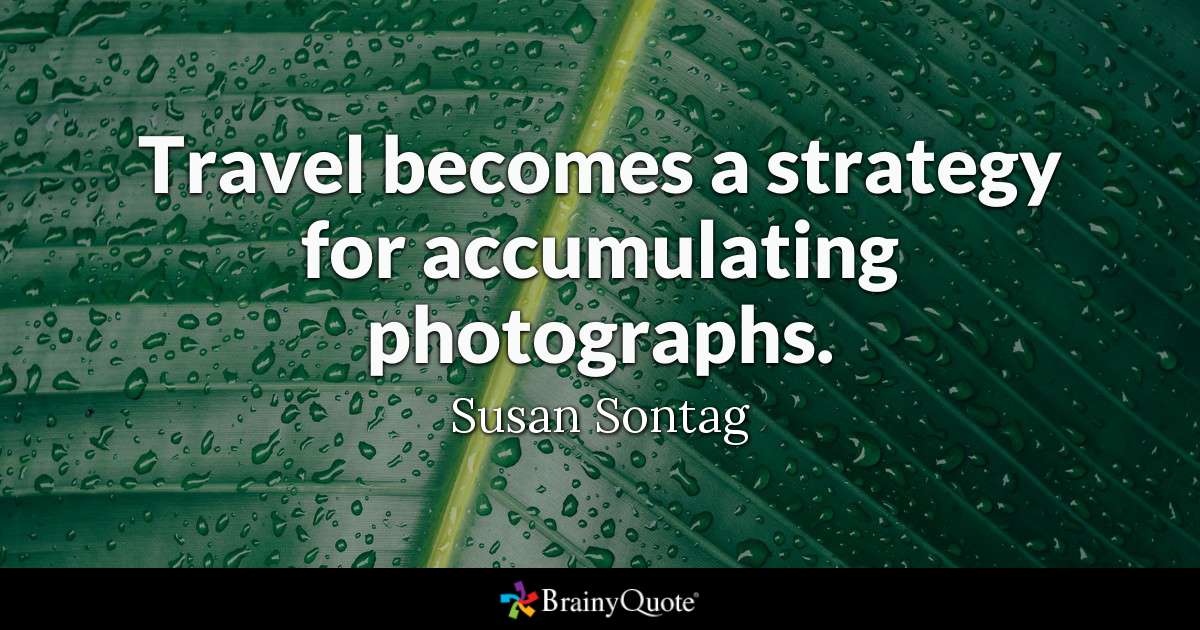 Travel becomes a strategy
for accumulating
photographs.
Susan Sontag
BrainyQuote®